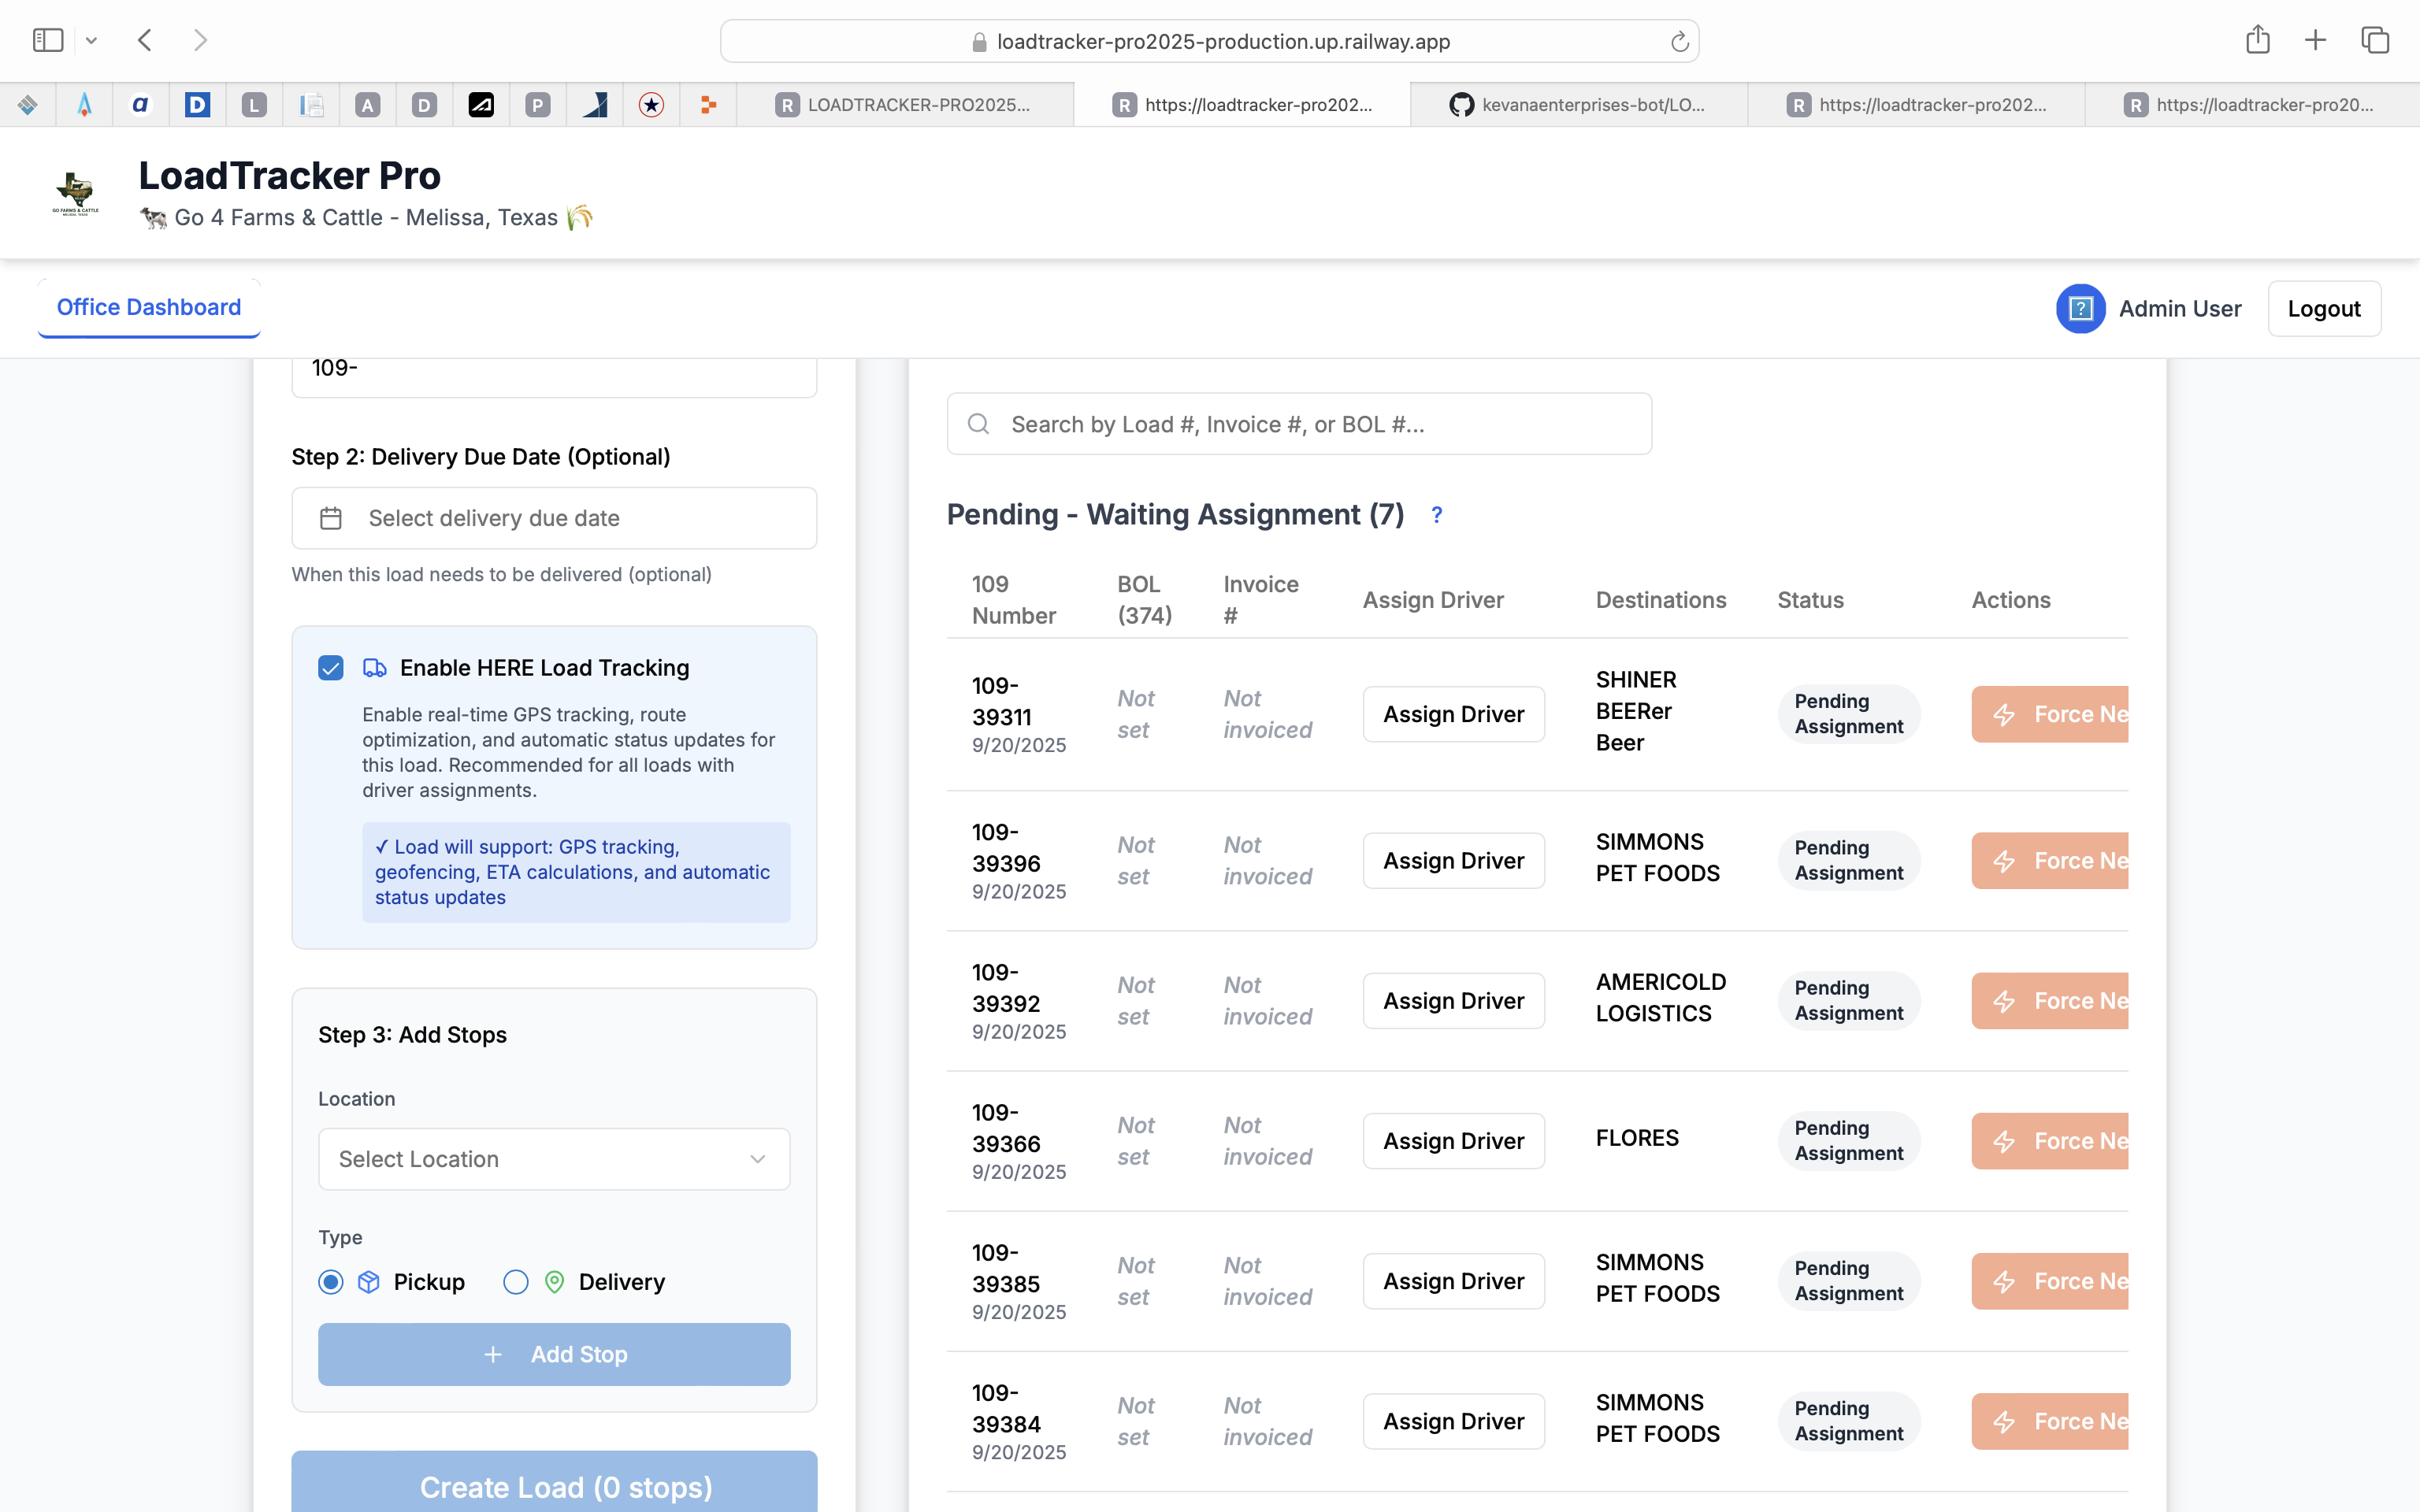 loadtracker-pro2025-production.up.railway.app
a
D
L
A
D
P
R LOADTRACKER-PRO2025...
R https://loadtracker-pro202...
kevanaenterprises-bot/LO...
R https://loadtracker-pro202...
R https://loadtracker-pro20...
LoadTracker Pro
🐄 Go 4 Farms & Cattle - Melissa, Texas 🌾
Office Dashboard
?
Admin User
Logout
109-
Step 2: Delivery Due Date (Optional)
Select delivery due date
When this load needs to be delivered (optional)
Enable HERE Load Tracking
Enable real-time GPS tracking, route
optimization, and automatic status updates for
this load. Recommended for all loads with
driver assignments.
✓ Load will support: GPS tracking,
geofencing, ETA calculations, and automatic
status updates
Step 3: Add Stops
Location
Select Location
Type
Pickup
Delivery
+ Add Stop
Create Load (0 stops)
Search by Load #, Invoice #, or BOL #...
Pending - Waiting Assignment (7) ?
109
Number
BOL
(374)
Invoice
#
Assign Driver
Destinations
Status
Actions
109-
39311
9/20/2025
Not
set
Not
invoiced
Assign Driver
SHINER
BEERer
Beer
Pending
Assignment
Force Ne
109-
39396
9/20/2025
Not
set
Not
invoiced
Assign Driver
SIMMONS
PET FOODS
Pending
Assignment
Force Ne
109-
39392
9/20/2025
Not
set
Not
invoiced
Assign Driver
AMERICOLD
LOGISTICS
Pending
Assignment
Force Ne
109-
39366
9/20/2025
Not
set
Not
invoiced
Assign Driver
FLORES
Pending
Assignment
Force Ne
109-
39385
9/20/2025
Not
set
Not
invoiced
Assign Driver
SIMMONS
PET FOODS
Pending
Assignment
Force Ne
109-
39384
9/20/2025
Not
set
Not
invoiced
Assign Driver
SIMMONS
PET FOODS
Pending
Assignment
Force Ne